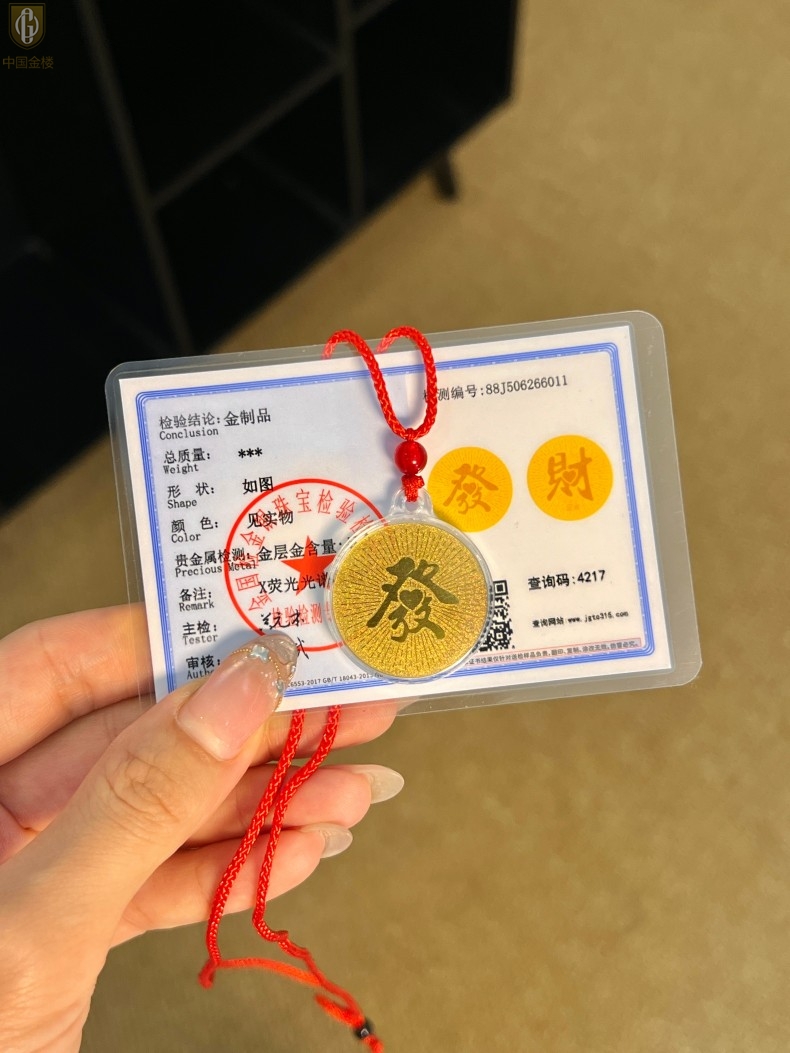 中国金楼
检测编号:88J506266011
检验结论:金制品
Conclusion
总质量: ***
Weight
形 状: 如图
Shape
颜 色: 见实物
Color
贵金属检测:金层金含量:
Precious Metal
备注: X荧光光谱
Remark
主检:
Tester
审核:
發
財
發
查询码:4217
查询网站 www.jgto315.com